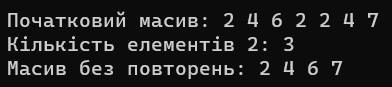 Початковий масив: 2 4 6 2 2 4 7
Кількість елементів 2: 3
Масив без повторень: 2 4 6 7